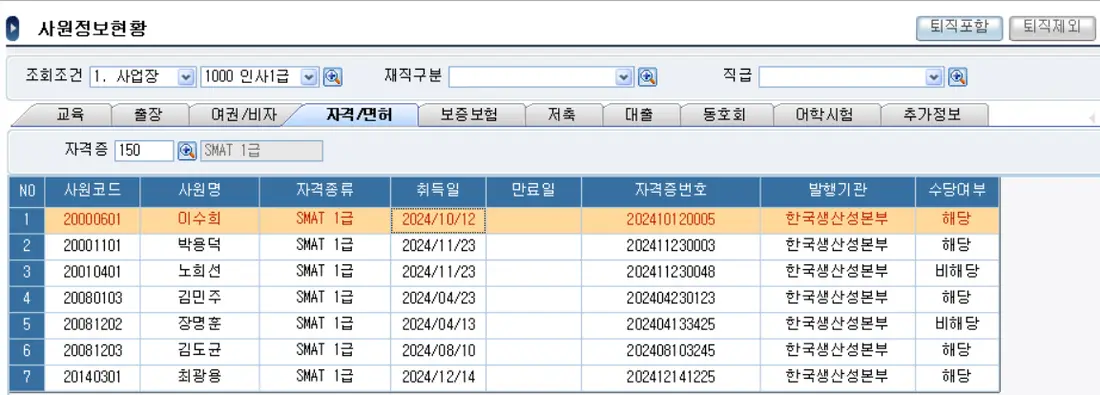 사원정보현황 퇴직포함 퇴직제외
조회조건 1. 사업장 1000 인사1급 재직구분 직급
교육 출장 여권/비자 자격/면허 보증보험 저축 대출 동호회 어학시험 추가정보
자격증 150 SMAT 1급
NO 사원코드 사원명 자격종류 취득일 만료일 자격증번호 발행기관 수당여부
1 20000601 이수희 SMAT 1급 2024/10/12 202410120005 한국생산성본부 해당
2 20001101 박용덕 SMAT 1급 2024/11/23 202411230003 한국생산성본부 해당
3 20010401 노희선 SMAT 1급 2024/11/23 202411230048 한국생산성본부 비해당
4 20080103 김민주 SMAT 1급 2024/04/23 202404230123 한국생산성본부 해당
5 20081202 장명훈 SMAT 1급 2024/04/13 202404133425 한국생산성본부 비해당
6 20081203 김도균 SMAT 1급 2024/08/10 202408103245 한국생산성본부 해당
7 20140301 최광용 SMAT 1급 2024/12/14 202412141225 한국생산성본부 해당